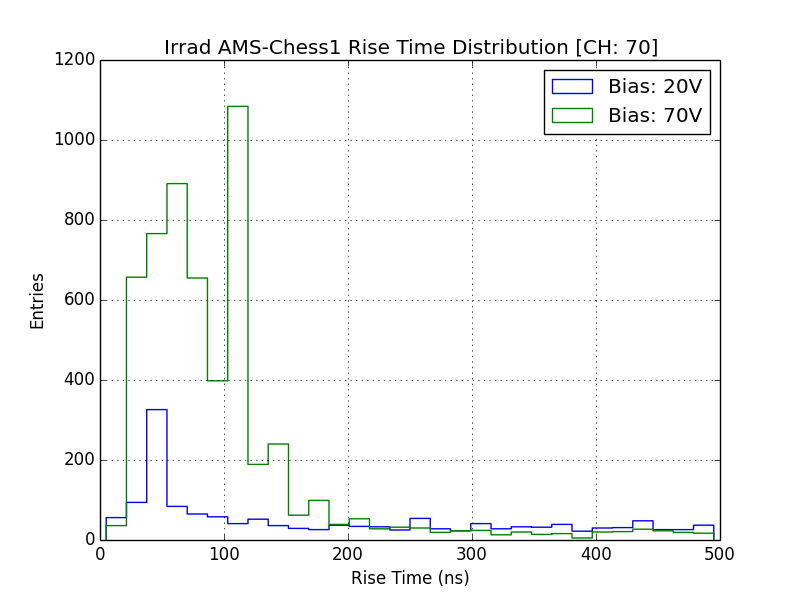 Irrad AMS-Chess1 Rise Time Distribution [CH: 70]
Bias: 20V
Bias: 70V
1200
1000
800
600
400
200
0
Entries
0 100 200 300 400 500
Rise Time (ns)